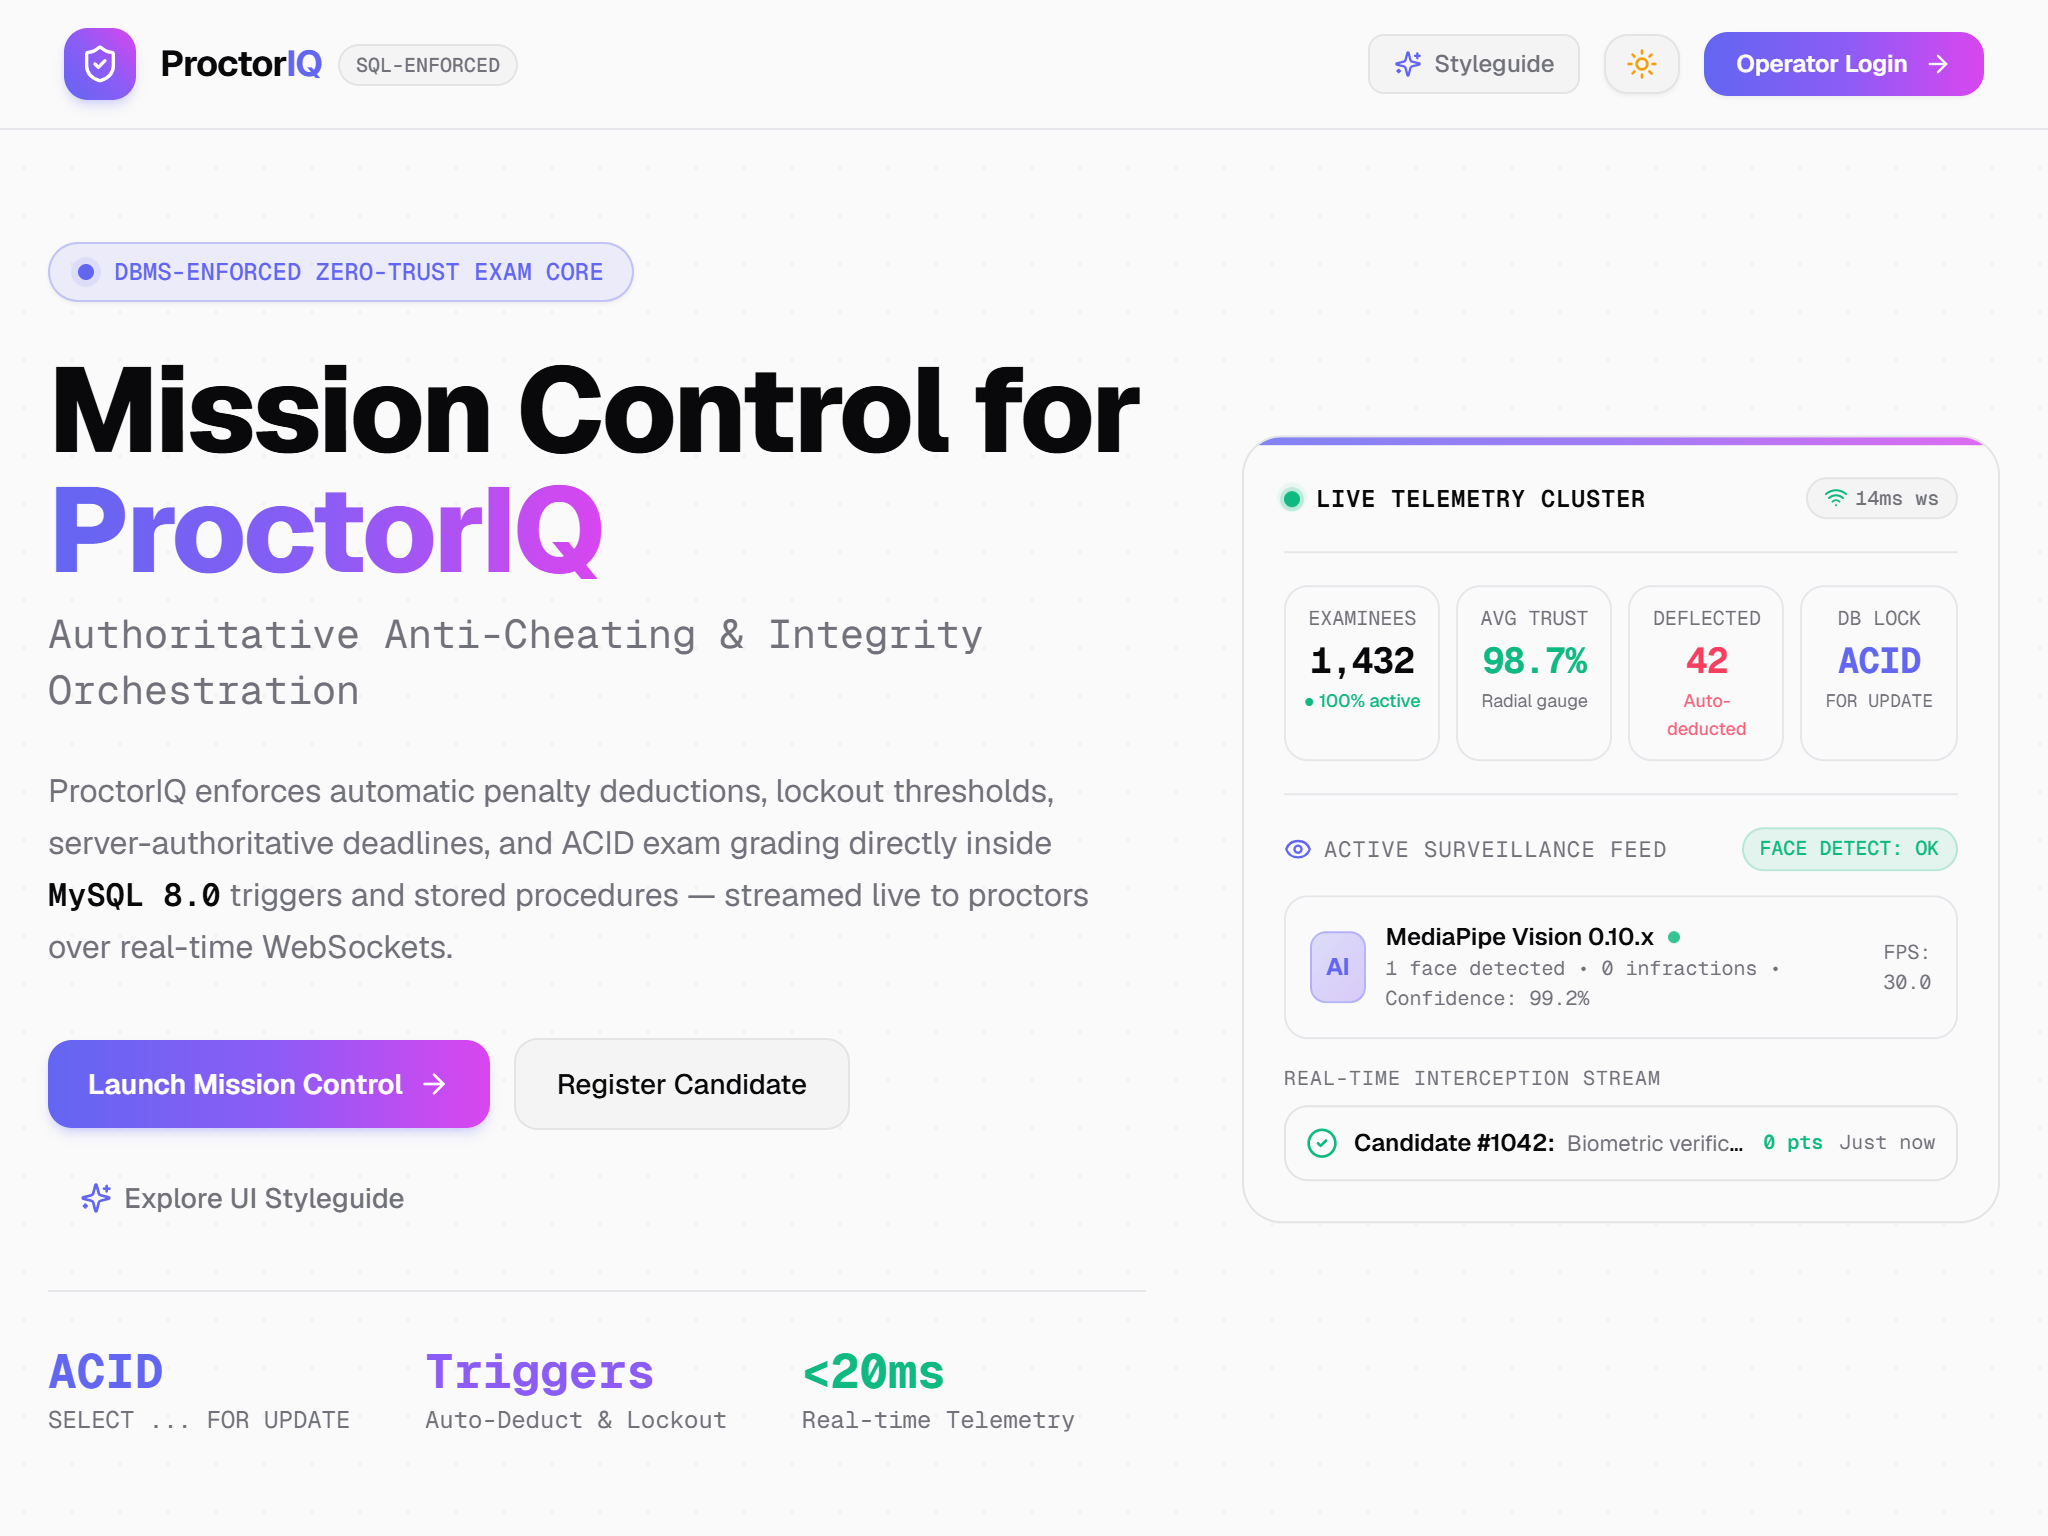 ProctorIQ
SQL-ENFORCED
Styleguide
Operator Login
DBMS-ENFORCED ZERO-TRUST EXAM CORE
Mission Control for
ProctorIQ
Authoritative Anti-Cheating & Integrity
Orchestration
ProctorIQ enforces automatic penalty deductions, lockout thresholds,
server-authoritative deadlines, and ACID exam grading directly inside
MySQL 8.0 triggers and stored procedures — streamed live to proctors
over real-time WebSockets.
Launch Mission Control
Register Candidate
Explore UI Styleguide
ACID
SELECT ... FOR UPDATE
Triggers
Auto-Deduct & Lockout
<20ms
Real-time Telemetry
LIVE TELEMETRY CLUSTER
14ms ws
EXAMINEES
1,432
● 100% active
AVG TRUST
98.7%
Radial gauge
DEFLECTED
42
Auto-
deducted
DB LOCK
ACID
FOR UPDATE
ACTIVE SURVEILLANCE FEED
FACE DETECT: OK
AI
MediaPipe Vision 0.10.x
1 face detected • 0 infractions •
Confidence: 99.2%
FPS:
30.0
REAL-TIME INTERCEPTION STREAM
Candidate #1042: Biometric verific... 0 pts Just now